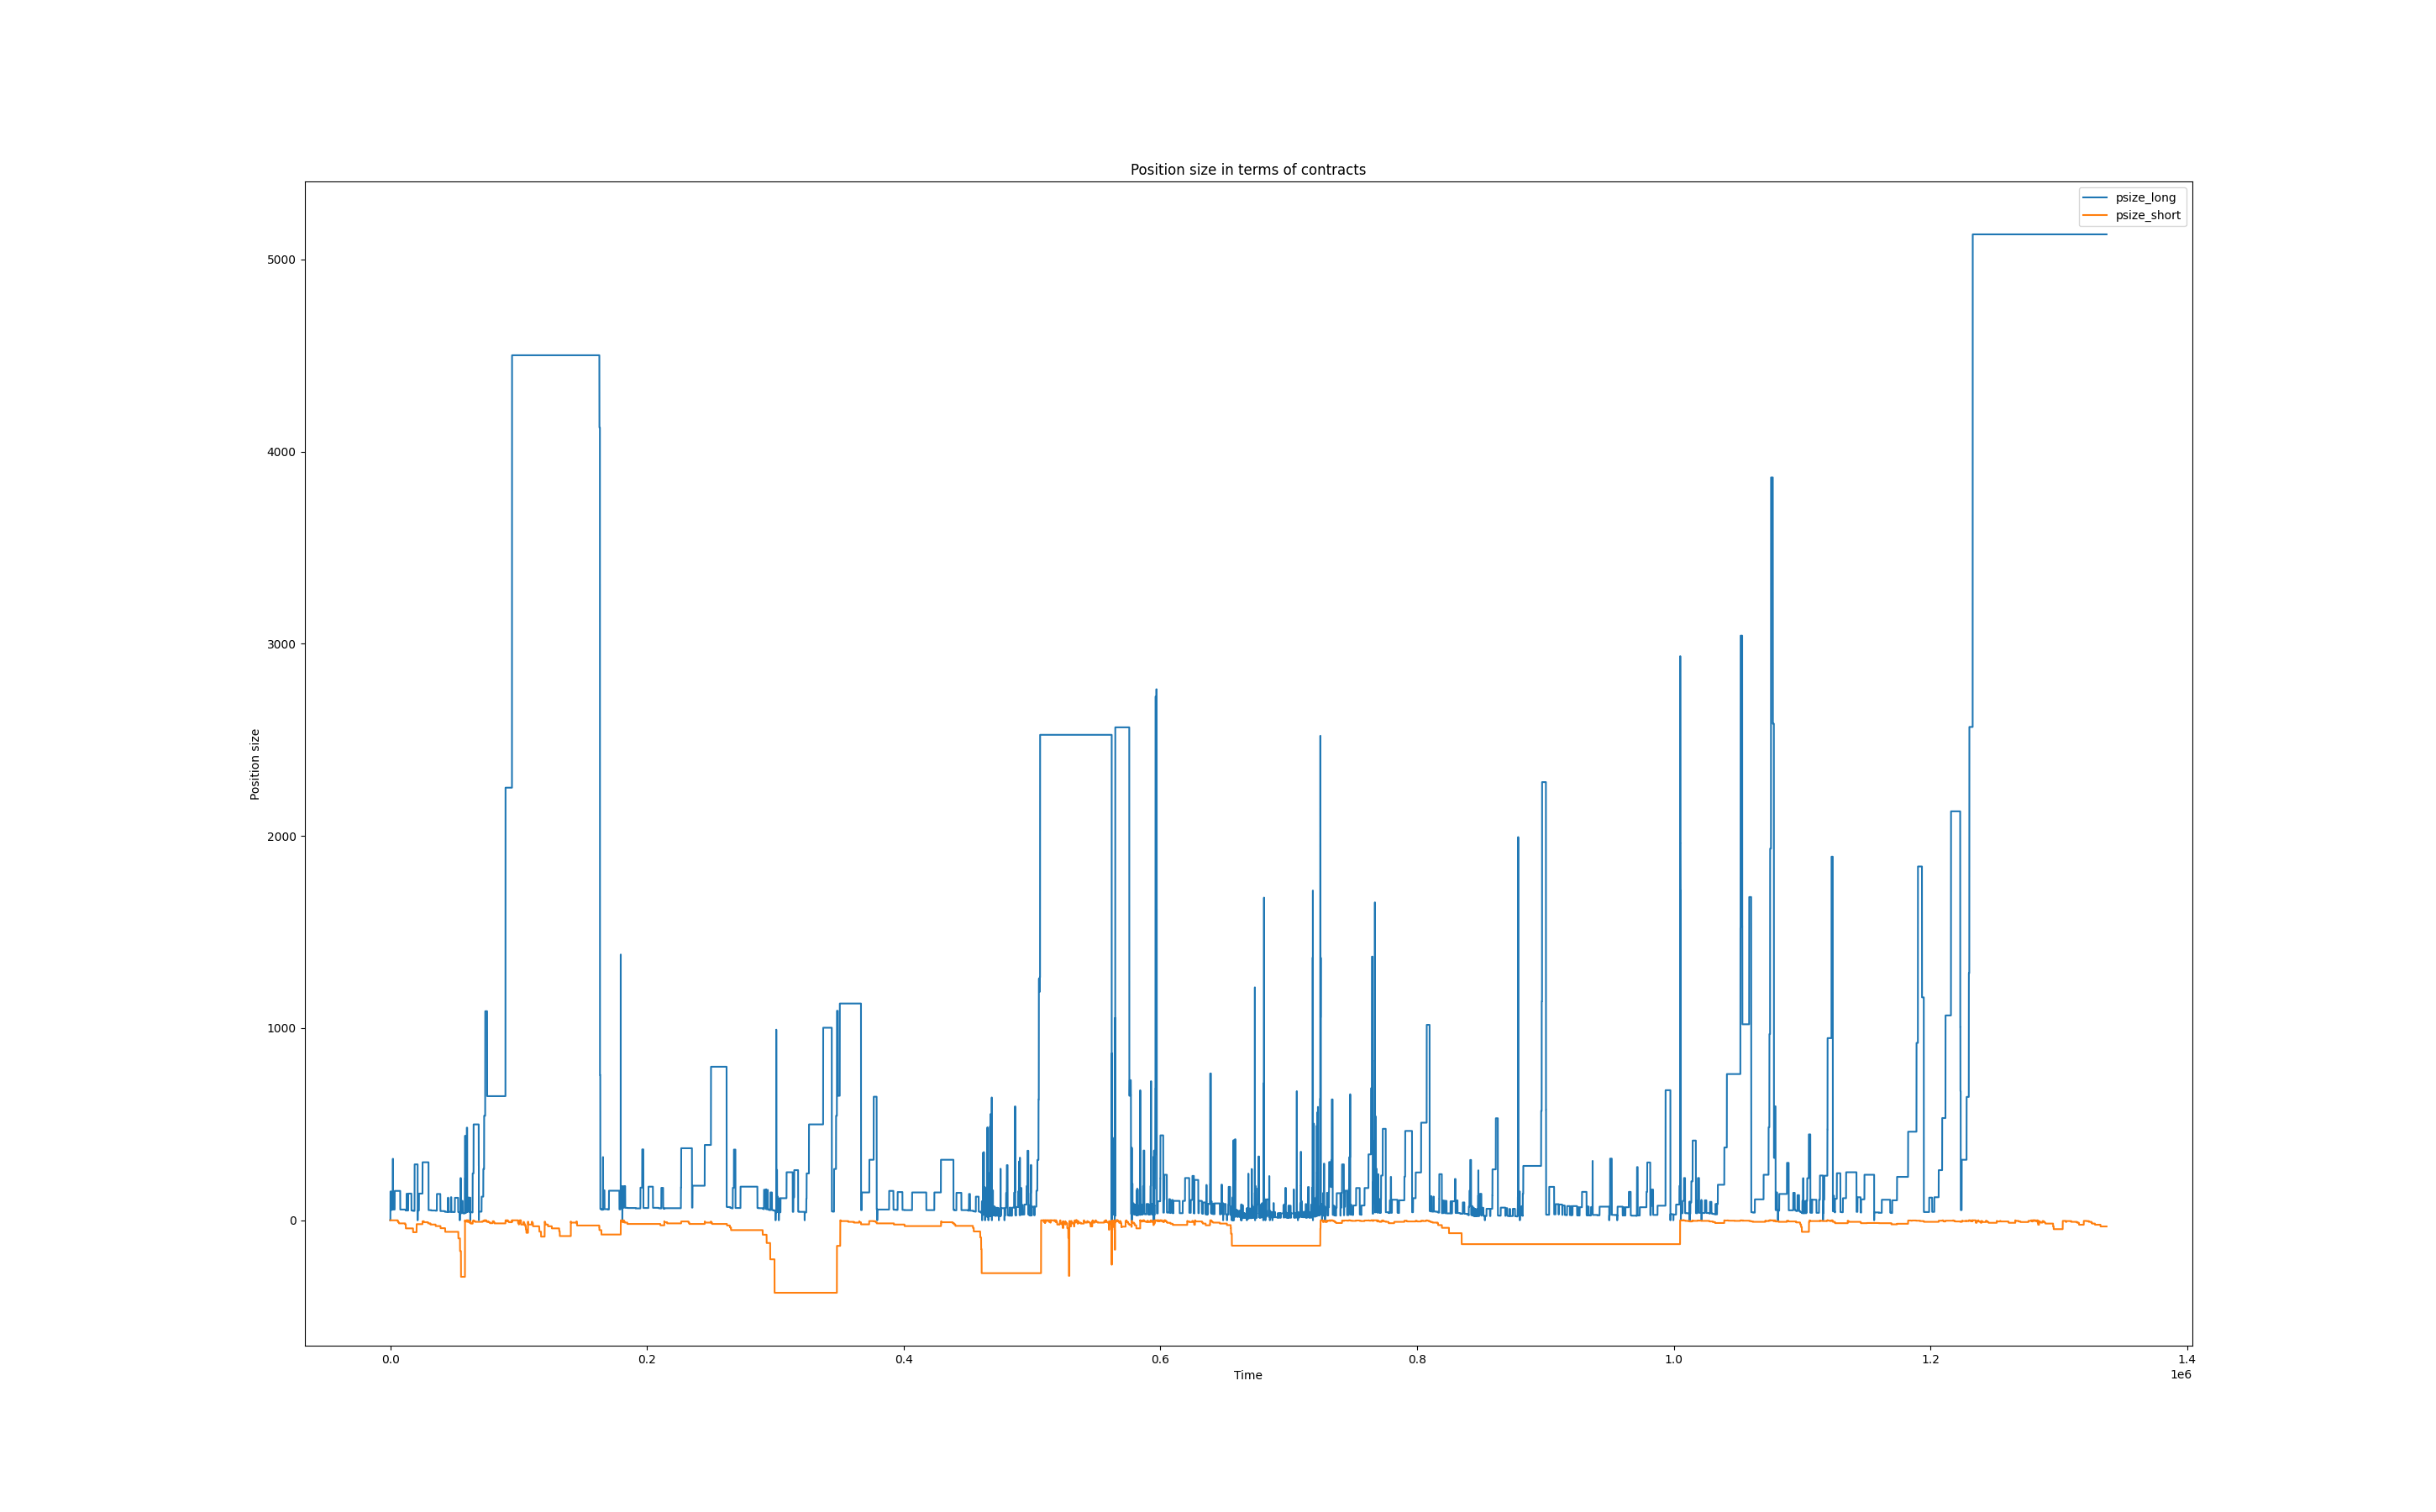 Position size in terms of contracts
psize_long
psize_short
Position size
5000
4000
3000
2000
1000
0
0.0 0.2 0.4 0.6 0.8 1.0 1.2 1.4
1e6
Time